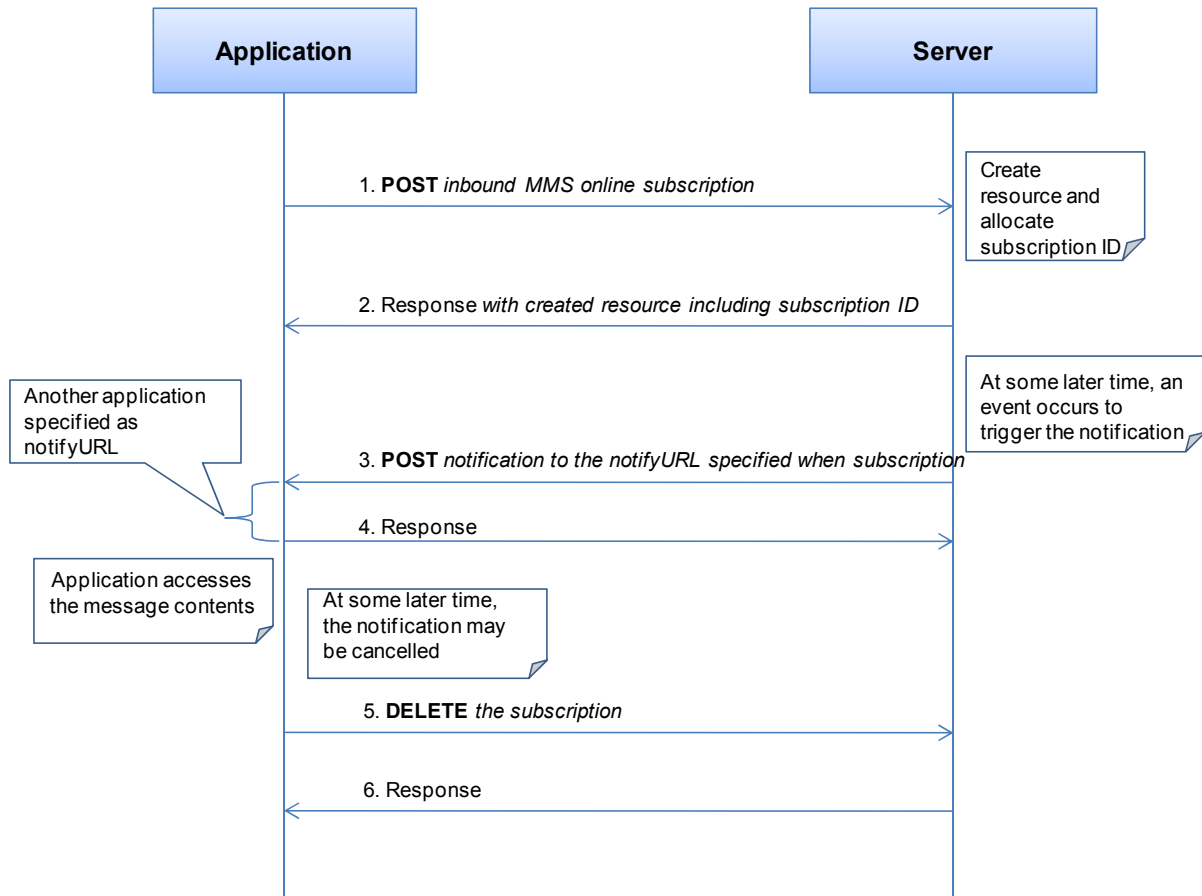 Application
Server
1. POST inbound MMS online subscription
Create
resource and
allocate
subscription ID
2. Response with created resource including subscription ID
Another application
specified as
notifyURL
At some later time, an
event occurs to
trigger the notification
3. POST notification to the notifyURL specified when subscription
4. Response
Application accesses
the message contents
At some later time,
the notification may
be cancelled
5. DELETE the subscription
6. Response